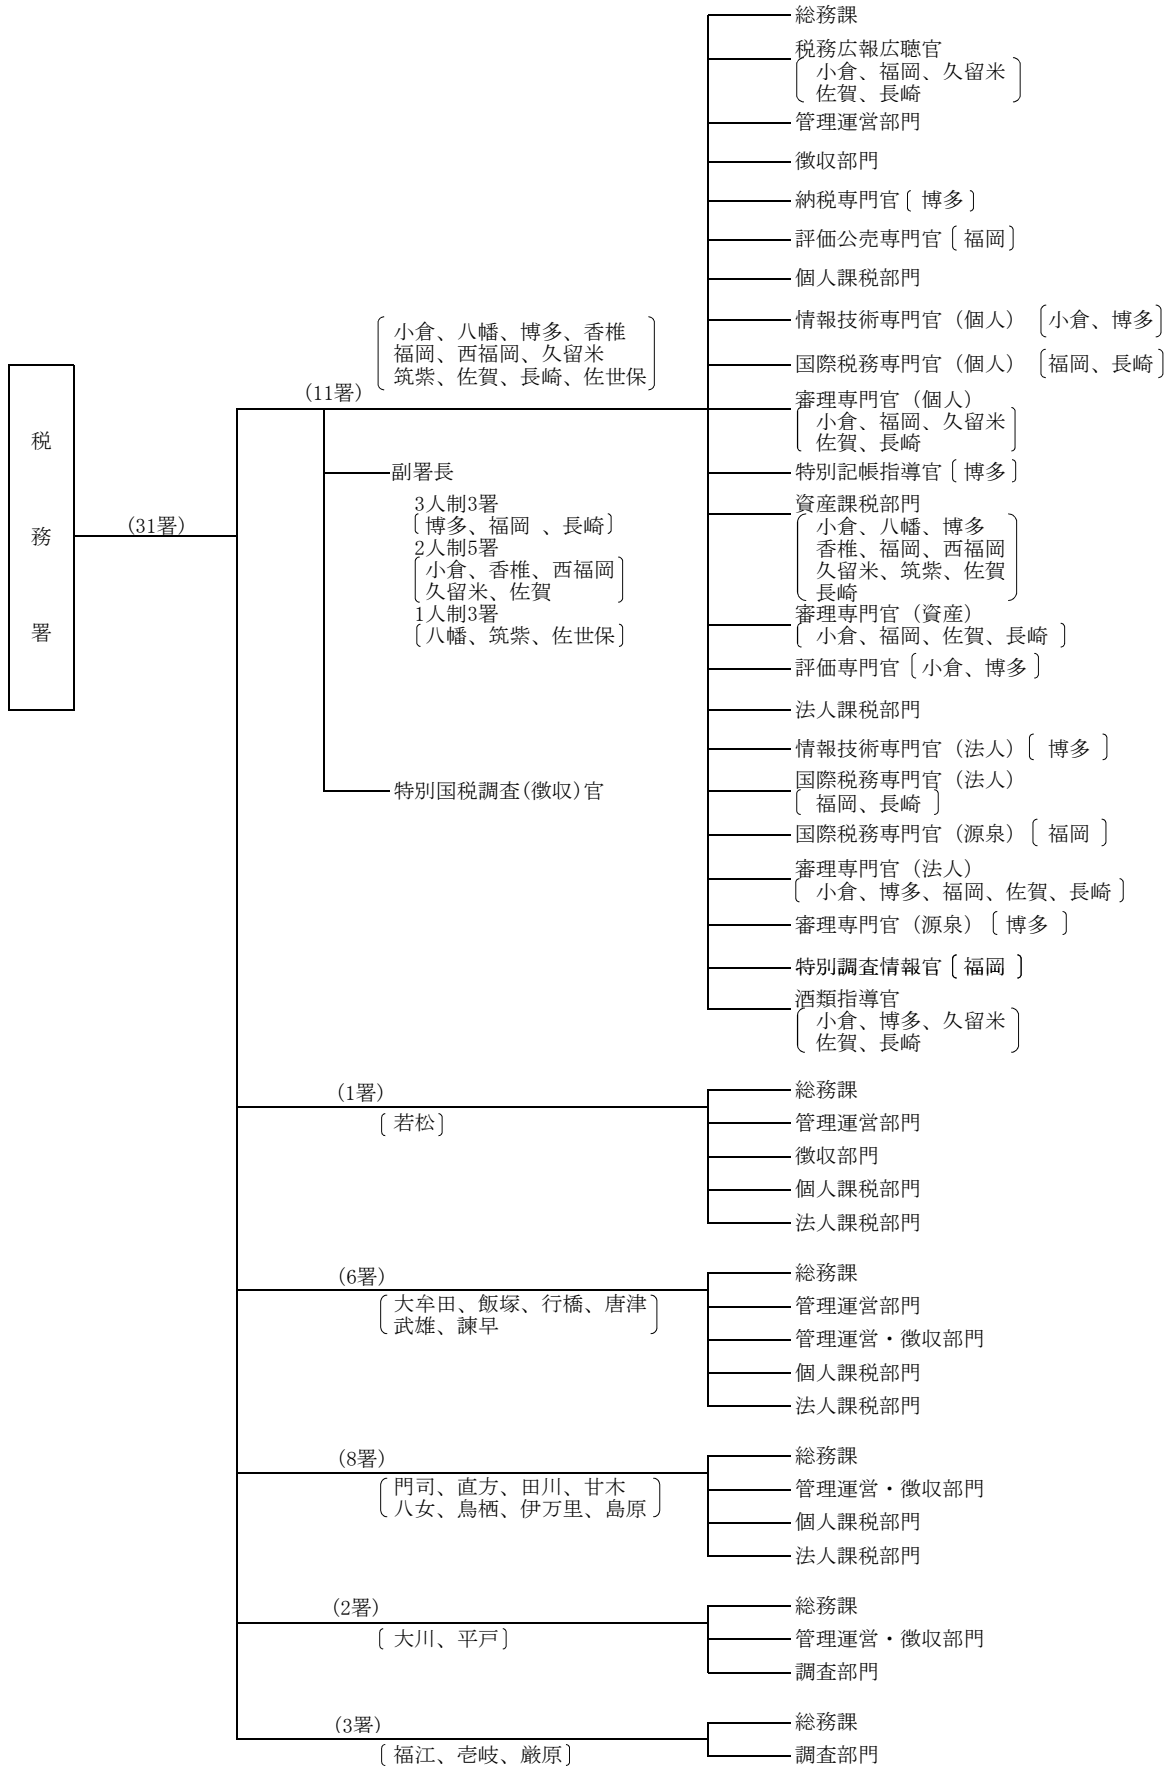 税務署
(31署)
(11署)
小倉、八幡、博多、香椎
福岡、西福岡、久留米
筑紫、佐賀、長崎、佐世保
副署長
3人制3署
〔博多、福岡 、長崎〕
2人制5署
小倉、香椎、西福岡
久留米、佐賀
1人制3署
〔八幡、筑紫、佐世保〕
特別国税調査(徴収)官
総務課
税務広報広聴官
小倉、福岡、久留米
佐賀、長崎
管理運営部門
徴収部門
納税専門官〔 博多〕
評価公売専門官〔 福岡〕
個人課税部門
情報技術専門官（個人）〔小倉、博多〕
国際税務専門官（個人）〔福岡、長崎〕
審理専門官（個人）
小倉、福岡、久留米
佐賀、長崎
特別記帳指導官〔 博多〕
資産課税部門
小倉、八幡、博多
香椎、福岡、西福岡
久留米、筑紫、佐賀
長崎
審理専門官（資産）
〔 小倉、福岡、佐賀、長崎 〕
評価専門官〔 小倉、博多〕
法人課税部門
情報技術専門官（法人）〔 博多 〕
国際税務専門官（法人）
〔 福岡、長崎 〕
国際税務専門官（源泉）〔 福岡 〕
審理専門官（法人）
〔 小倉、博多、福岡、佐賀、長崎 〕
審理専門官（源泉）〔 博多 〕
特別調査情報官〔 福岡 〕
酒類指導官
小倉、博多、久留米
佐賀、長崎
(1署)
〔 若松〕
総務課
管理運営部門
徴収部門
個人課税部門
法人課税部門
(6署)
大牟田、飯塚、行橋、唐津
武雄、諫早
総務課
管理運営部門
管理運営・徴収部門
個人課税部門
法人課税部門
(8署)
門司、直方、田川、甘木
八女、鳥栖、伊万里、島原
総務課
管理運営・徴収部門
個人課税部門
法人課税部門
(2署)
〔 大川、平戸〕
総務課
管理運営・徴収部門
調査部門
(3署)
〔 福江、壱岐、厳原〕
総務課
調査部門